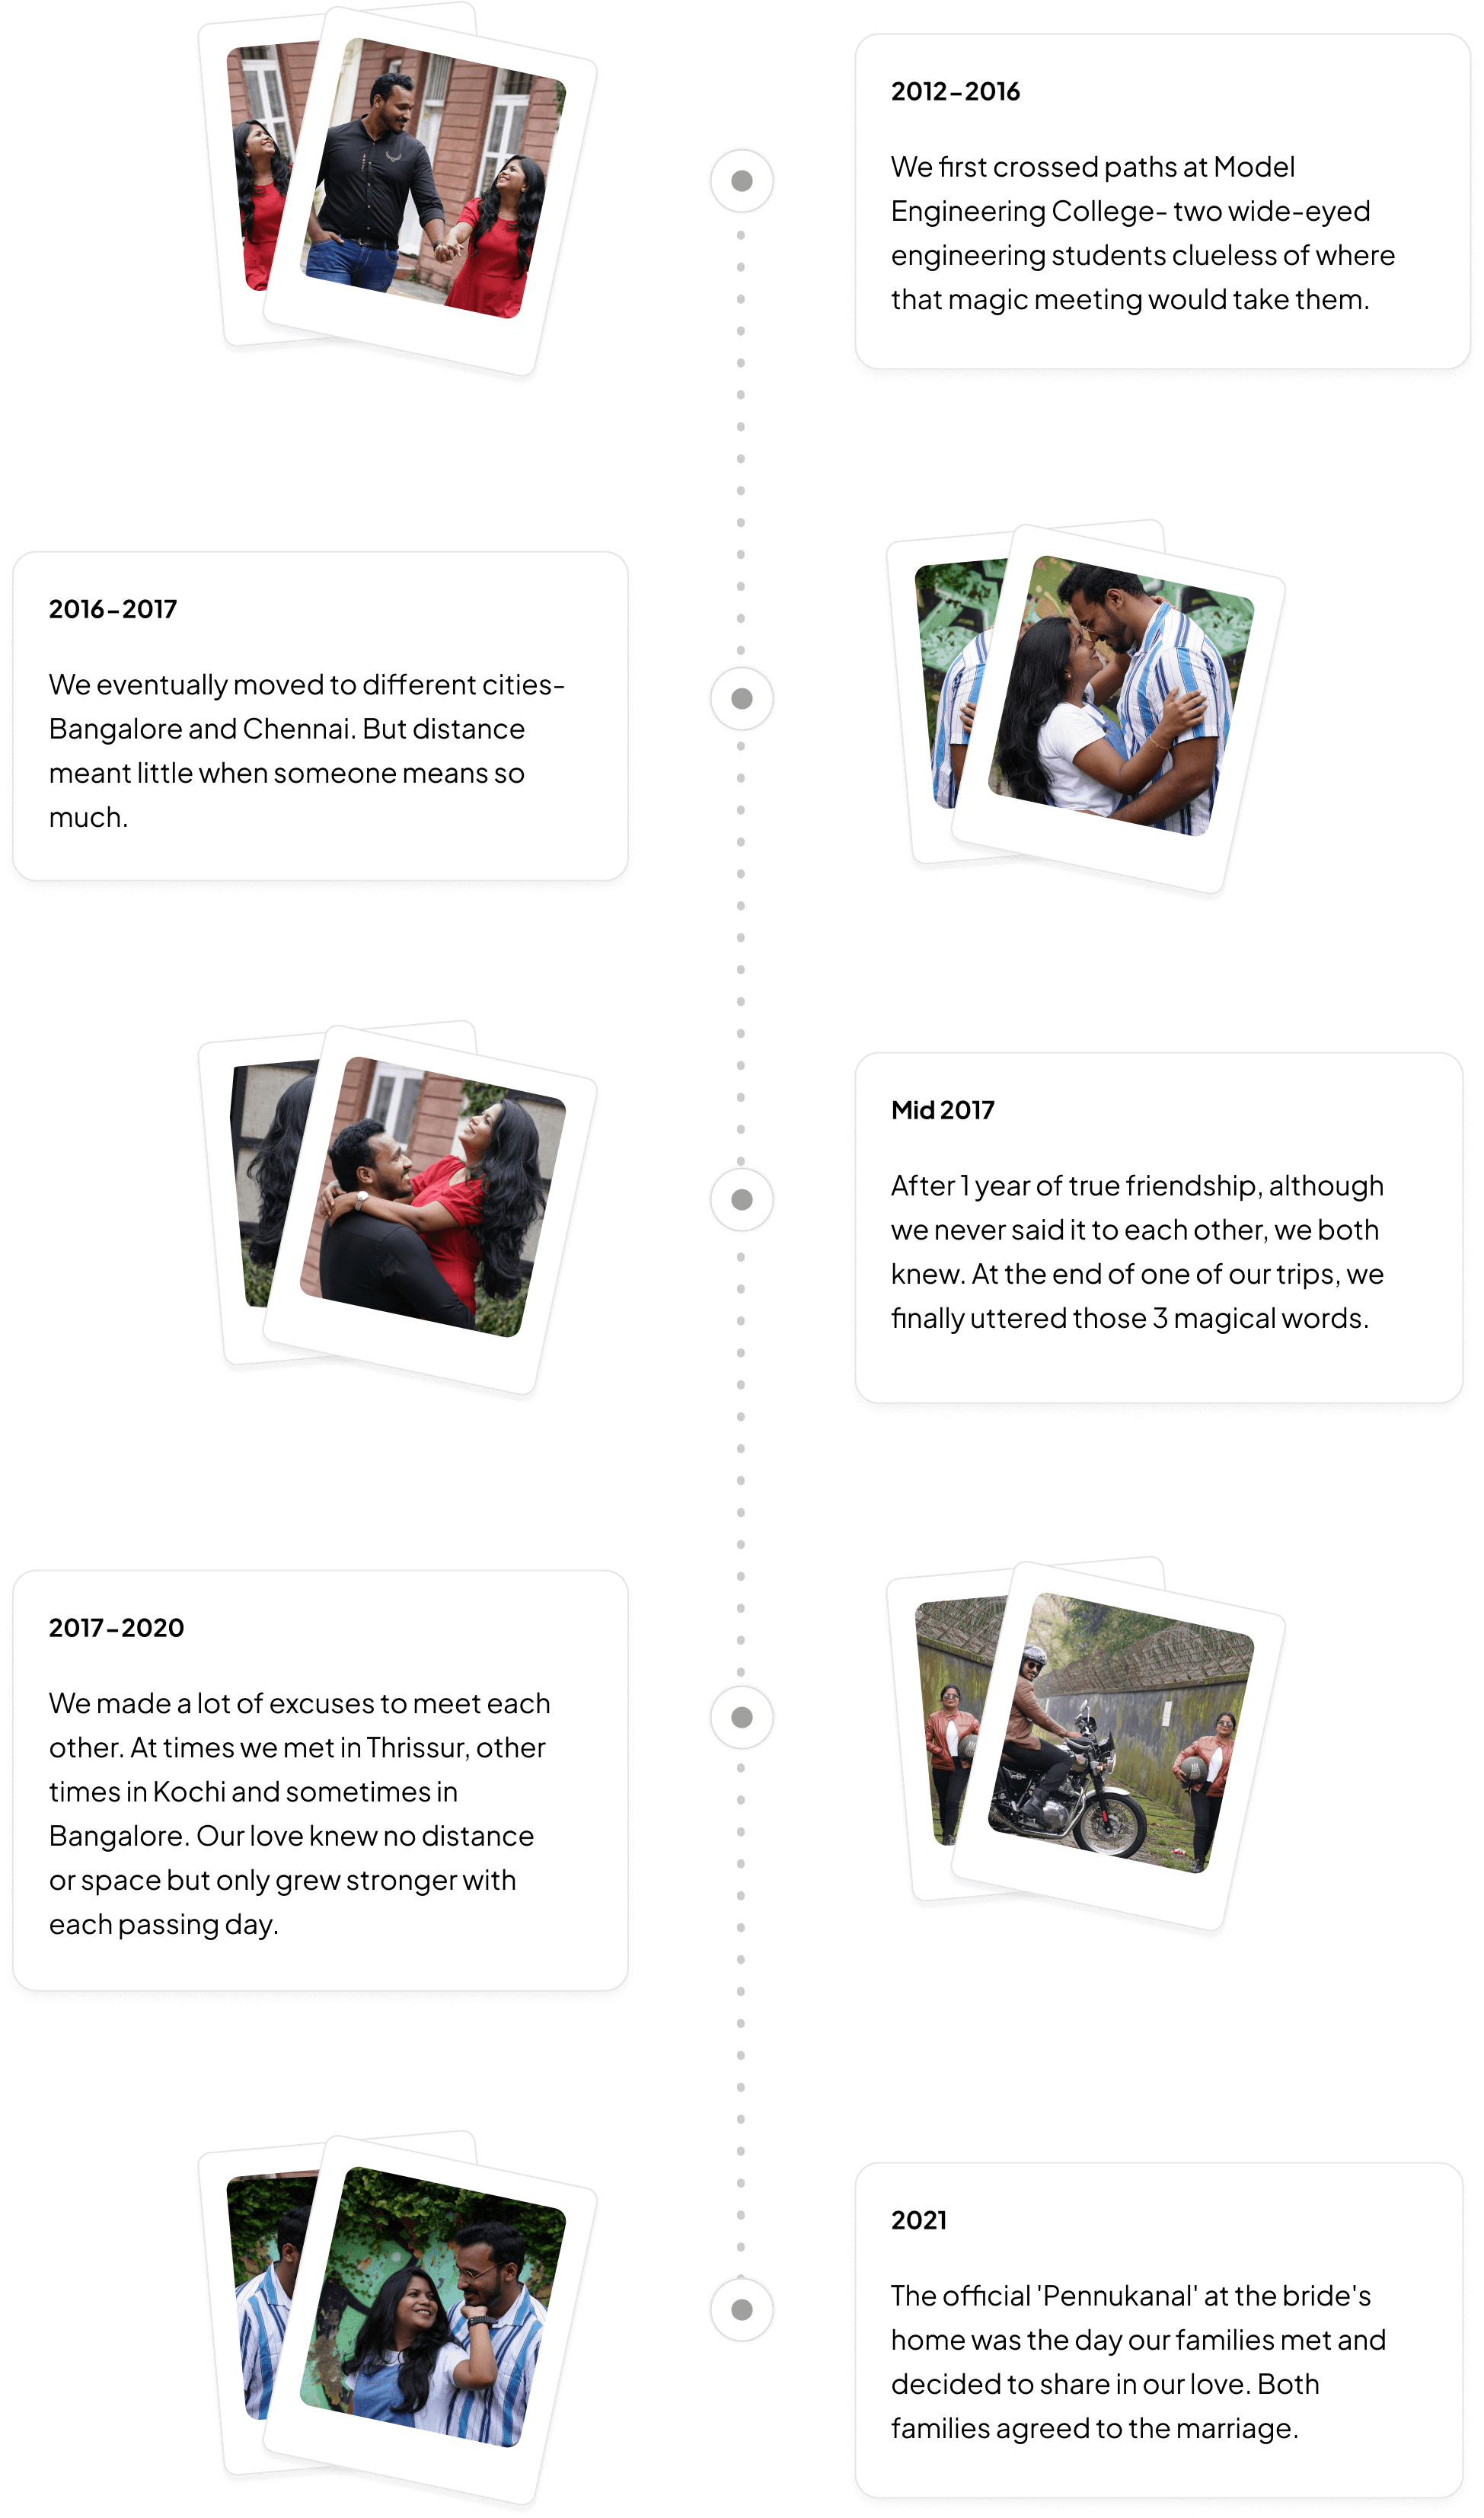 2012-2016
We first crossed paths at Model
Engineering College- two wide-eyed
engineering students clueless of where
that magic meeting would take them.
2016-2017
We eventually moved to different cities-
Bangalore and Chennai. But distance
meant little when someone means so
much.
Mid 2017
After 1 year of true friendship, although
we never said it to each other, we both
knew. At the end of one of our trips, we
finally uttered those 3 magical words.
2017-2020
We made a lot of excuses to meet each
other. At times we met in Thrissur, other
times in Kochi and sometimes in
Bangalore. Our love knew no distance
or space but only grew stronger with
each passing day.
2021
The official 'Pennukanal' at the bride's
home was the day our families met and
decided to share in our love. Both
families agreed to the marriage.